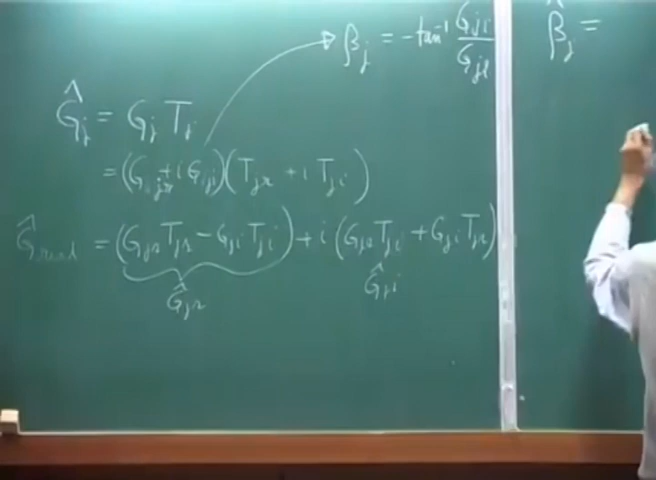 β_j = -tan⁻¹ G_ji / G_jr
β̂_j =
Ĝ_j = G_j T_j
= (G_jr + i G_ji)(T_jr + i T_ji)
= (G_jr T_jr - G_ji T_ji) + i (G_jr T_ji + G_ji T_jr)
Ĝ_jr Ĝ_ji